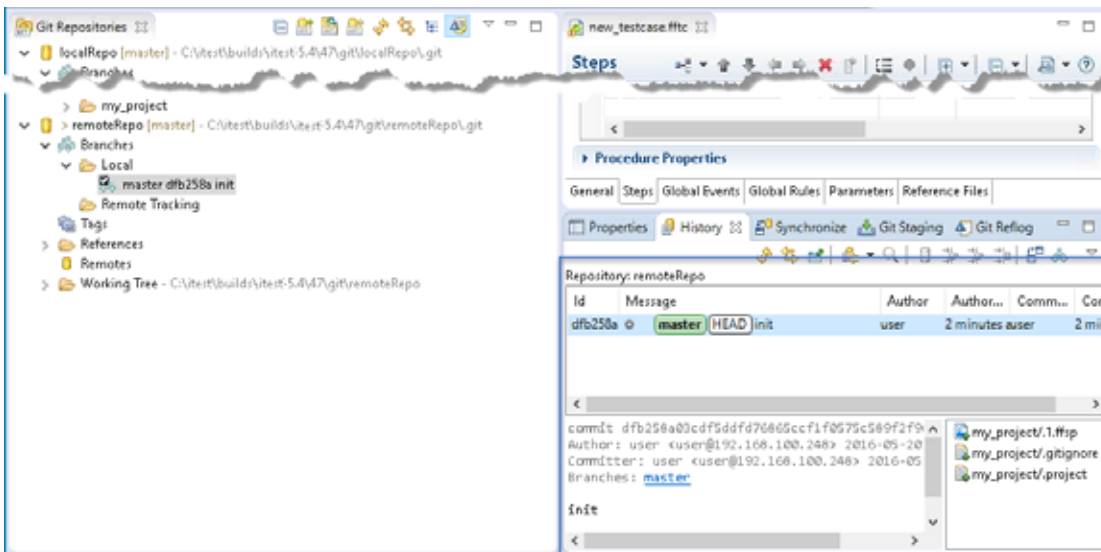 Git Repositories
localRepo [master] - C:\itest\builds\itest-5.4\47\git\localRepo\.git
Branches
my_project
> remoteRepo [master] - C:\itest\builds\itest-5.4\47\git\remoteRepo\.git
Branches
Local
master dfb258a init
Remote Tracking
Tags
References
Remotes
Working Tree - C:\itest\builds\itest-5.4\47\git\remoteRepo
new_testcase.fftc
Steps
Procedure Properties
General Steps Global Events Global Rules Parameters Reference Files
Properties History Synchronize Git Staging Git Reflog
Repository: remoteRepo
Id Message Author Author... Comm...
dfb258a master HEAD init user 2 minutes a user 2 mi
commit
Author: user <user@192.168.100.248> 2016-05-20
Committer: user <user@192.168.100.248> 2016-05
Branches: master
init
my_project/.1.ffsp
my_project/.gitignore
my_project/.project